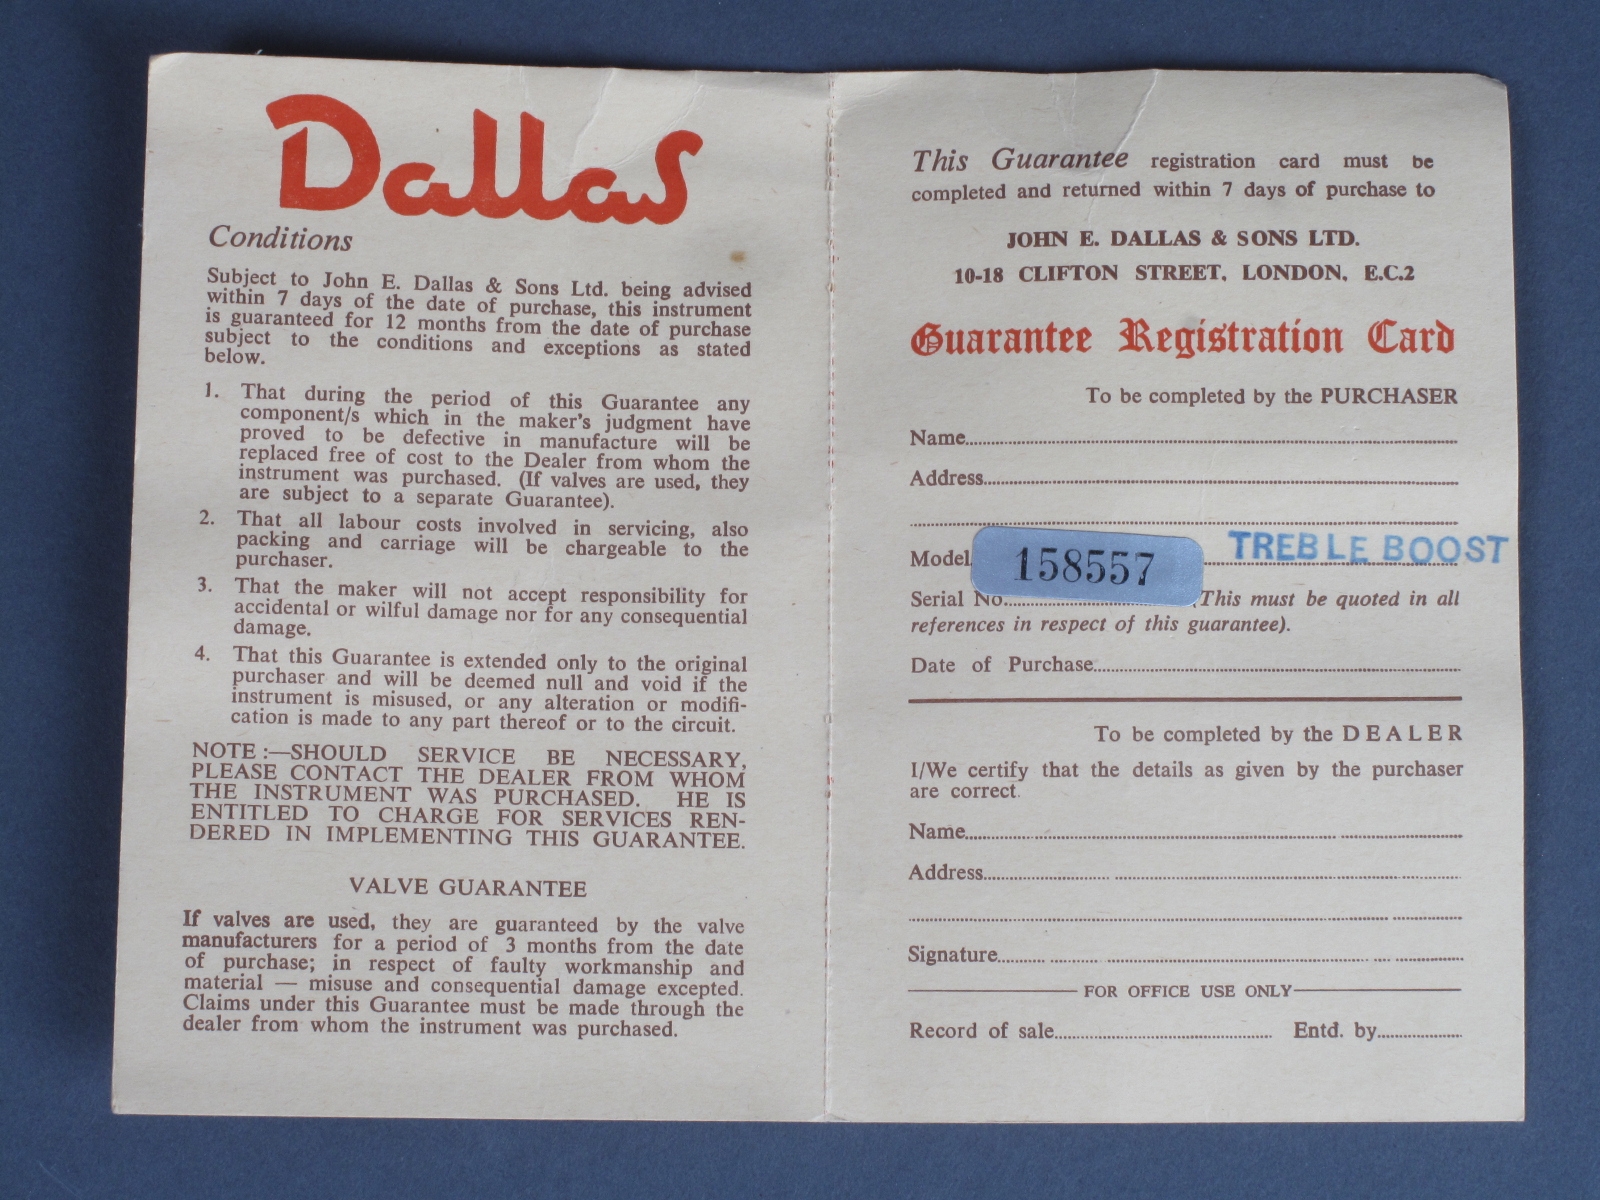 Dallas
Conditions
Subject to John E. Dallas & Sons Ltd. being advised
within 7 days of the date of purchase, this instrument
is guaranteed for 12 months from the date of purchase
subject to the conditions and exceptions as stated
below.
1. That during the period of this Guarantee any
component/s which in the maker's judgment have
proved to be defective in manufacture will be
replaced free of cost to the Dealer from whom the
instrument was purchased. (If valves are used, they
are subject to a separate Guarantee).
2. That all labour costs involved in servicing, also
packing and carriage will be chargeable to the
purchaser.
3. That the maker will not accept responsibility for
accidental or wilful damage nor for any consequential
damage.
4. That this Guarantee is extended only to the original
purchaser and will be deemed null and void if the
instrument is misused, or any alteration or modifi-
cation is made to any part thereof or to the circuit.
NOTE :—SHOULD SERVICE BE NECESSARY,
PLEASE CONTACT THE DEALER FROM WHOM
THE INSTRUMENT WAS PURCHASED. HE IS
ENTITLED TO CHARGE FOR SERVICES REN-
DERED IN IMPLEMENTING THIS GUARANTEE.
VALVE GUARANTEE
If valves are used, they are guaranteed by the valve
manufacturers for a period of 3 months from the date
of purchase; in respect of faulty workmanship and
material — misuse and consequential damage excepted.
Claims under this Guarantee must be made through the
dealer from whom the instrument was purchased.
This Guarantee registration card must be
completed and returned within 7 days of purchase to
JOHN E. DALLAS & SONS LTD.
10-18 CLIFTON STREET, LONDON, E.C.2
Guarantee Registration Card
To be completed by the PURCHASER
Name
Address
Model 158557 TREBLE BOOST
Serial No. (This must be quoted in all
references in respect of this guarantee).
Date of Purchase
To be completed by the DEALER
I/We certify that the details as given by the purchaser
are correct.
Name
Address
Signature
FOR OFFICE USE ONLY
Record of sale Entd. by